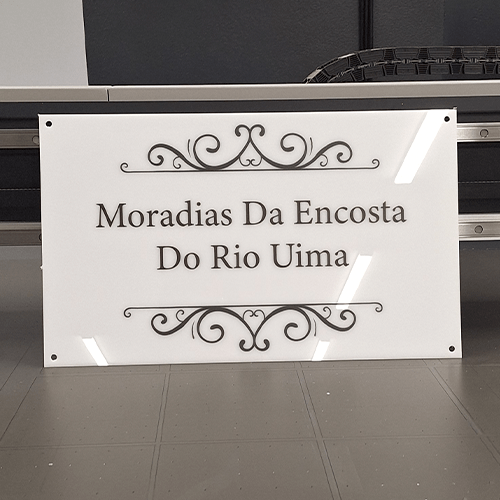 Moradias Da Encosta
Do Rio Uima